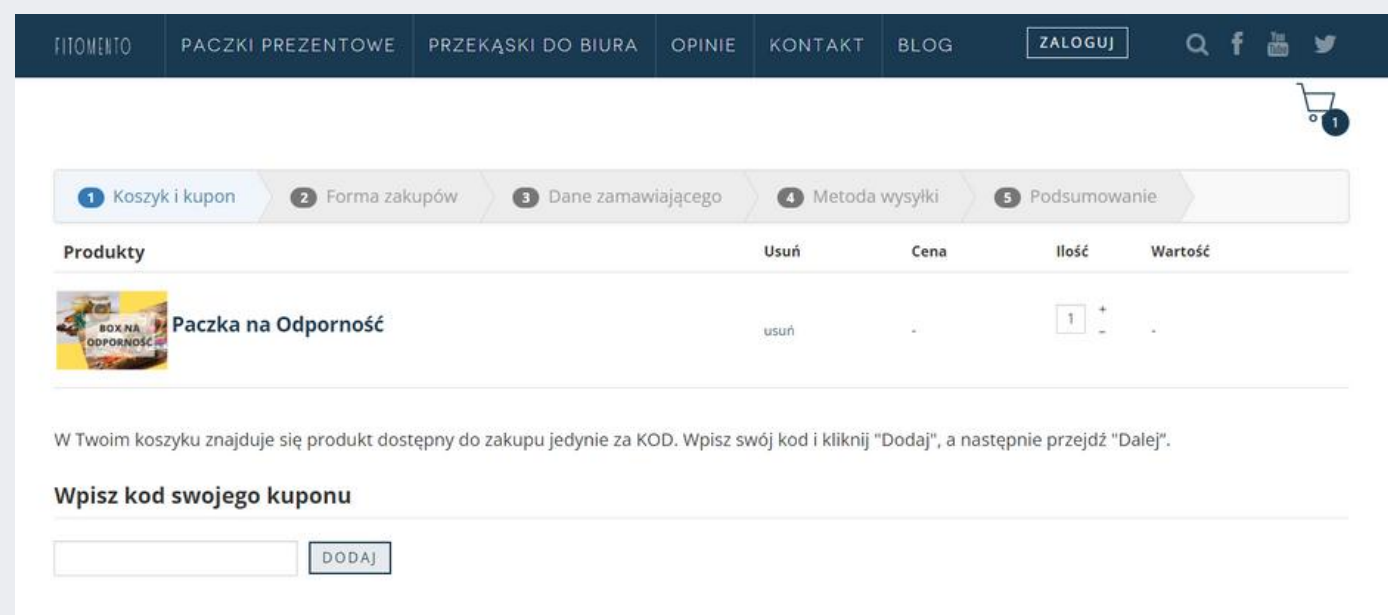 FITOMENTO PACZKI PREZENTOWE PRZEKĄSKI DO BIURA OPINIE KONTAKT BLOG ZALOGUJ You Tube
1
1 Koszyk i kupon 2 Forma zakupów 3 Dane zamawiającego 4 Metoda wysyłki 5 Podsumowanie
Produkty Usuń Cena Ilość Wartość
BOX NA
ODPORNOŚĆ
Paczka na Odporność usuń - 1 + - -
W Twoim koszyku znajduje się produkt dostępny do zakupu jedynie za KOD. Wpisz swój kod i kliknij "Dodaj", a następnie przejdź "Dalej".
Wpisz kod swojego kuponu
DODAJ